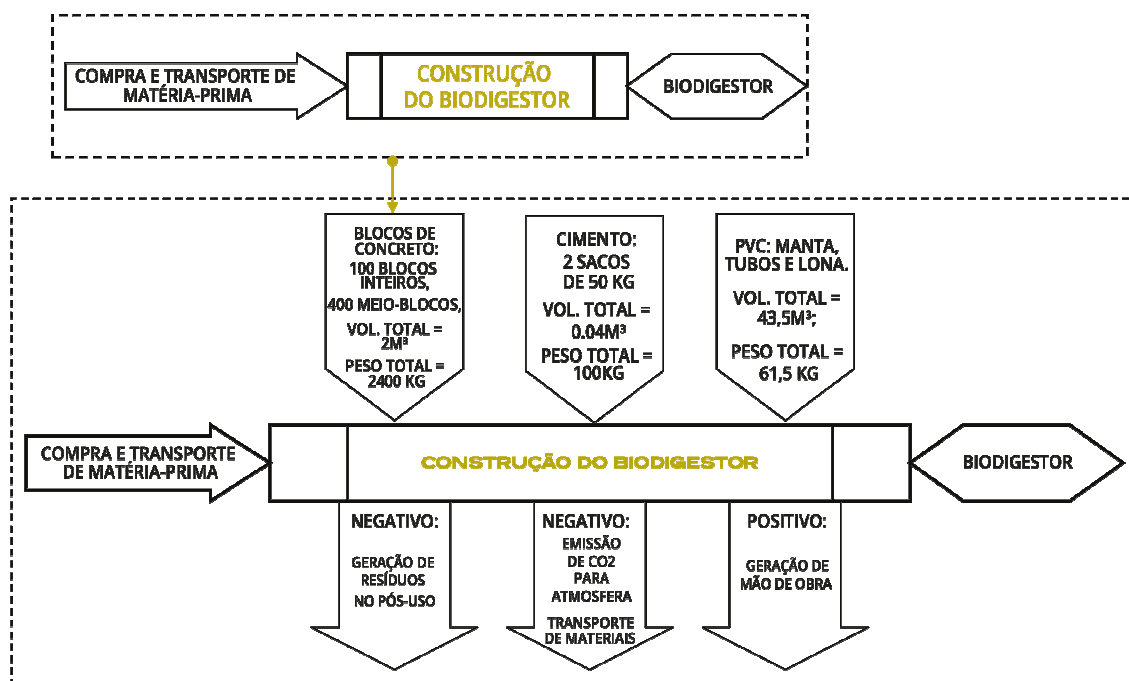 COMPRA E TRANSPORTE DE
MATÉRIA-PRIMA
CONSTRUÇÃO
DO BIODIGESTOR
BIODIGESTOR
BLOCOS DE
CONCRETO:
100 BLOCOS
INTEIROS,
400 MEIO-BLOCOS,
VOL. TOTAL =
2M³
PESO TOTAL =
2400 KG
CIMENTO:
2 SACOS
DE 50 KG
VOL. TOTAL =
0.04M³
PESO TOTAL =
100KG
PVC: MANTA,
TUBOS E LONA.
VOL. TOTAL =
43,5M³;
PESO TOTAL =
61,5 KG
COMPRA E TRANSPORTE
DE MATÉRIA-PRIMA
CONSTRUÇÃO DO BIODIGESTOR
BIODIGESTOR
NEGATIVO:
GERAÇÃO DE
RESÍDUOS
NO PÓS-USO
NEGATIVO:
EMISSÃO
DE CO2
PARA
ATMOSFERA
TRANSPORTE
DE MATERIAIS
POSITIVO:
GERAÇÃO DE
MÃO DE OBRA